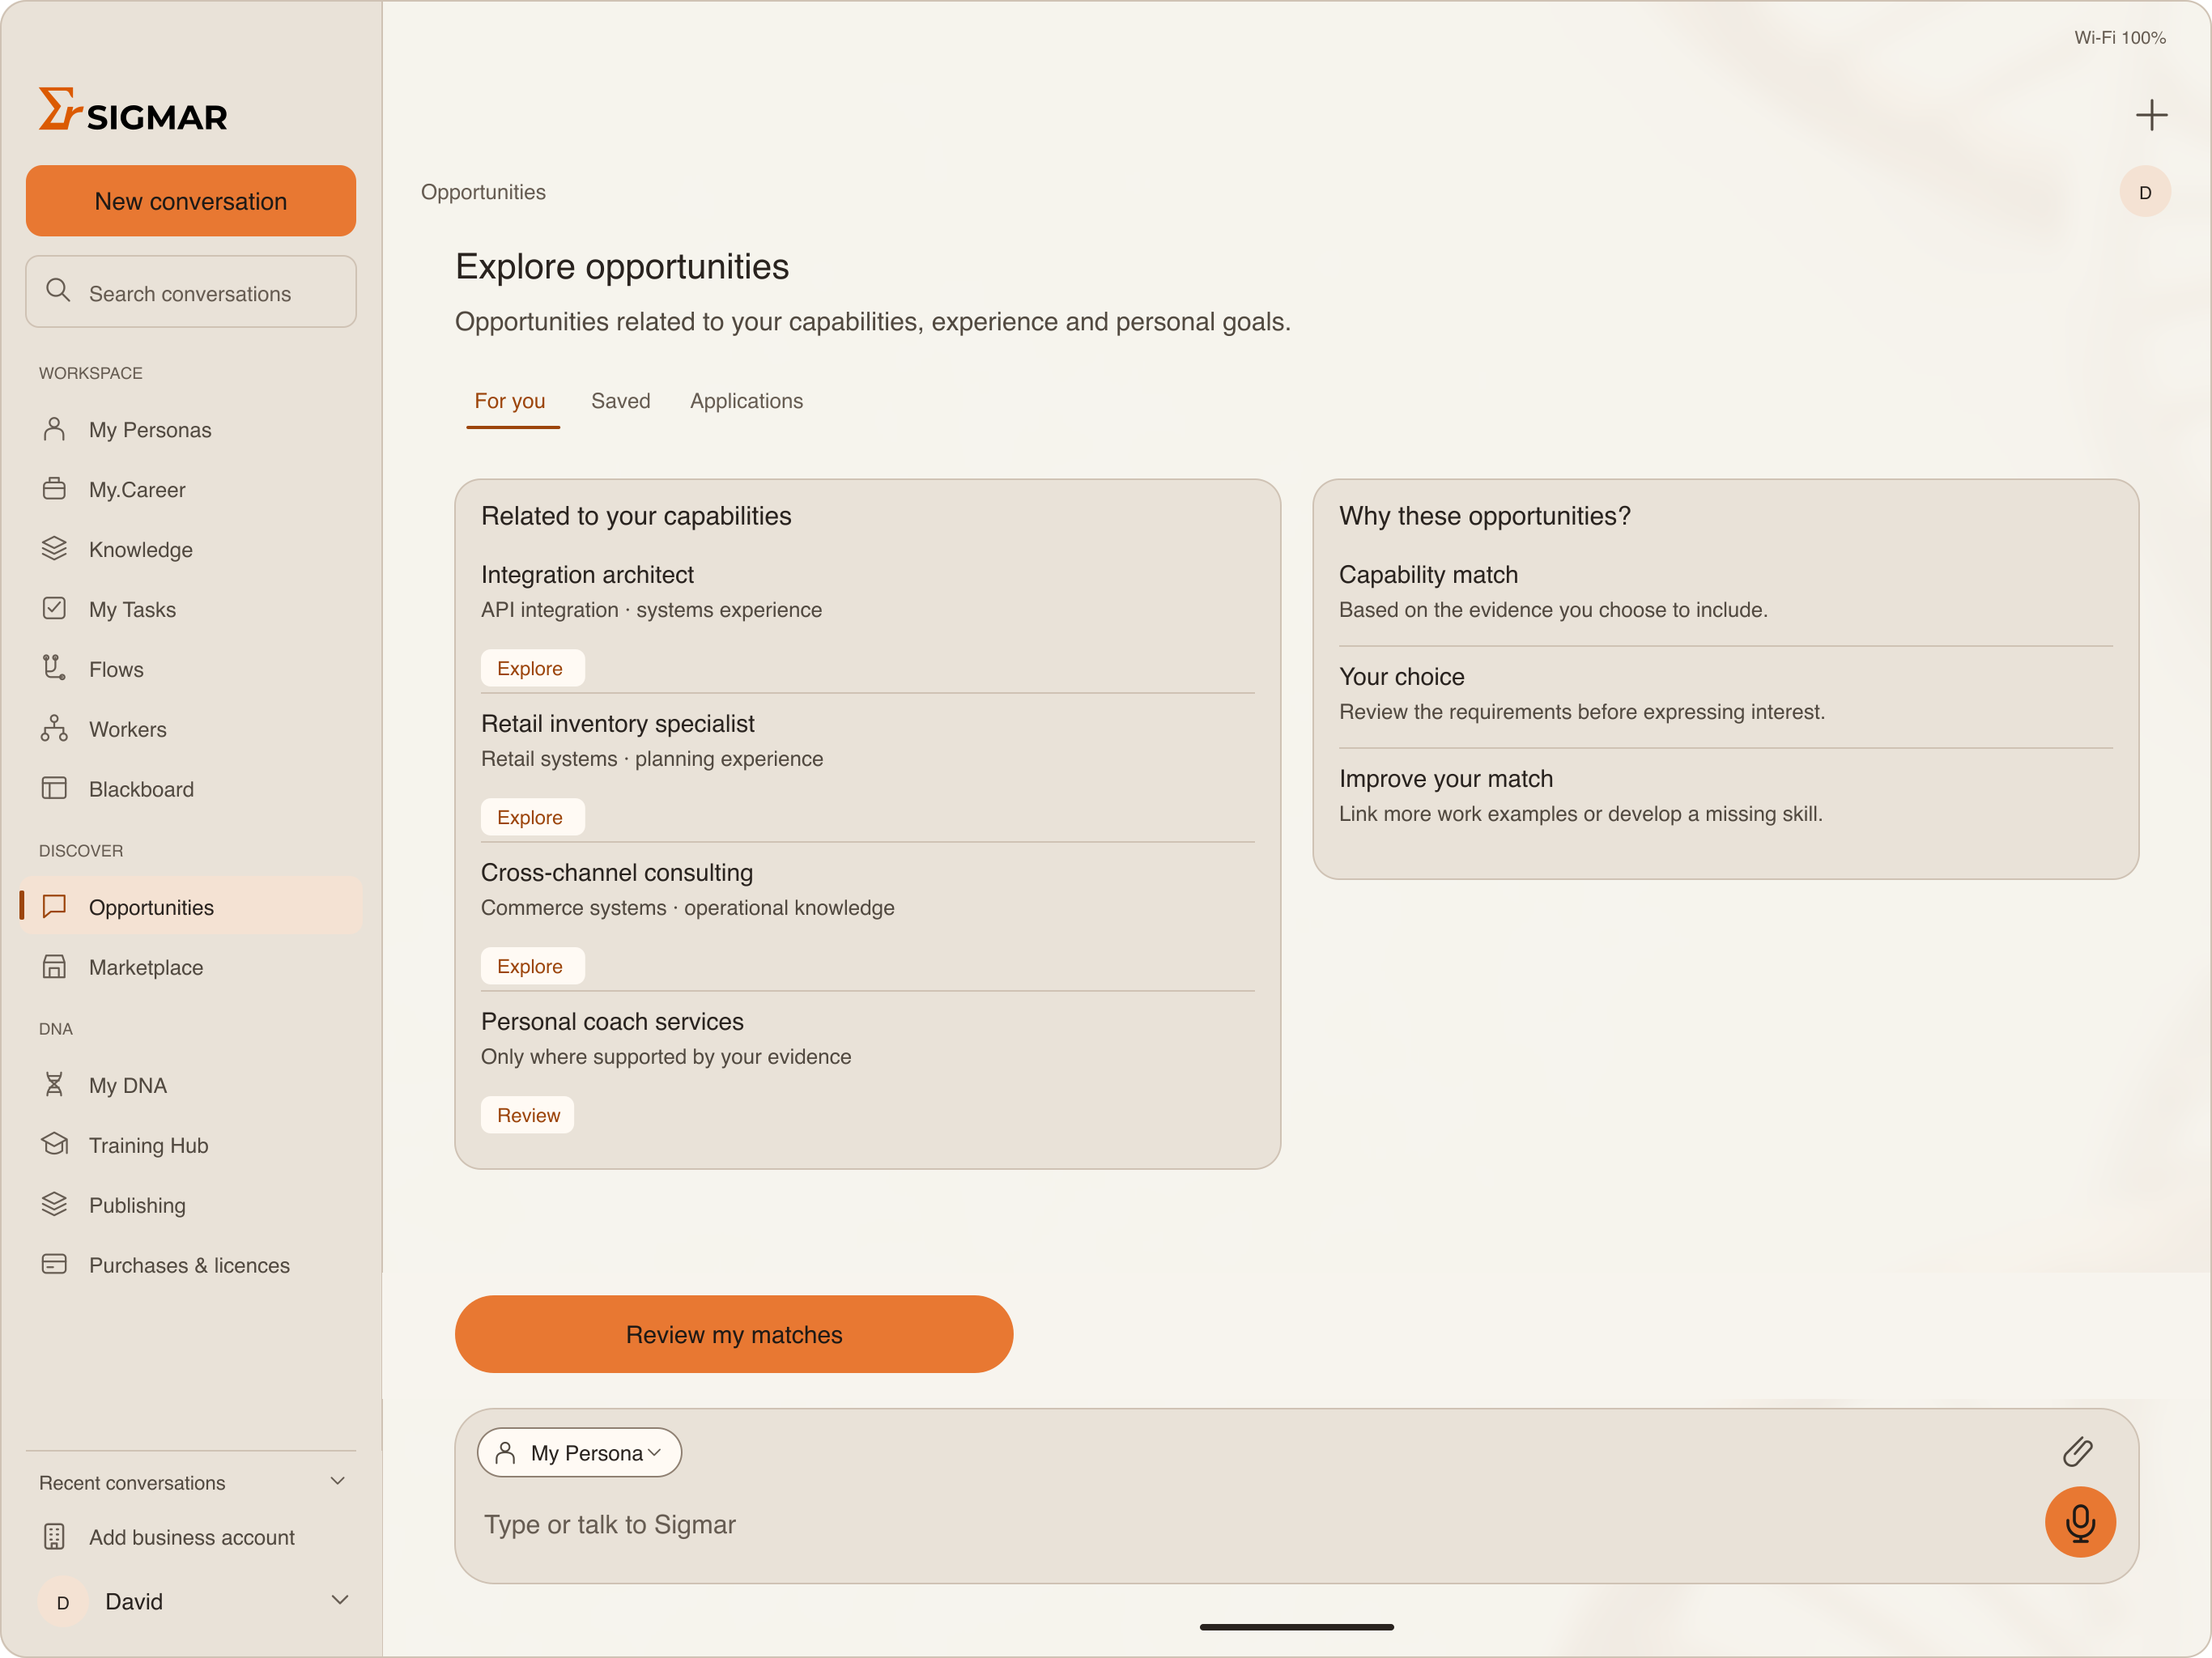 Wi-Fi 100%
Σr SIGMAR
New conversation
Search conversations
WORKSPACE
My Personas
My.Career
Knowledge
My Tasks
Flows
Workers
Blackboard
DISCOVER
Opportunities
Marketplace
DNA
My DNA
Training Hub
Publishing
Purchases & licences
Recent conversations
Add business account
D
David
Opportunities
D
Explore opportunities
Opportunities related to your capabilities, experience and personal goals.
For you
Saved
Applications
Related to your capabilities
Integration architect
API integration · systems experience
Explore
Retail inventory specialist
Retail systems · planning experience
Explore
Cross-channel consulting
Commerce systems · operational knowledge
Explore
Personal coach services
Only where supported by your evidence
Review
Why these opportunities?
Capability match
Based on the evidence you choose to include.
Your choice
Review the requirements before expressing interest.
Improve your match
Link more work examples or develop a missing skill.
Review my matches
My Persona
Type or talk to Sigmar